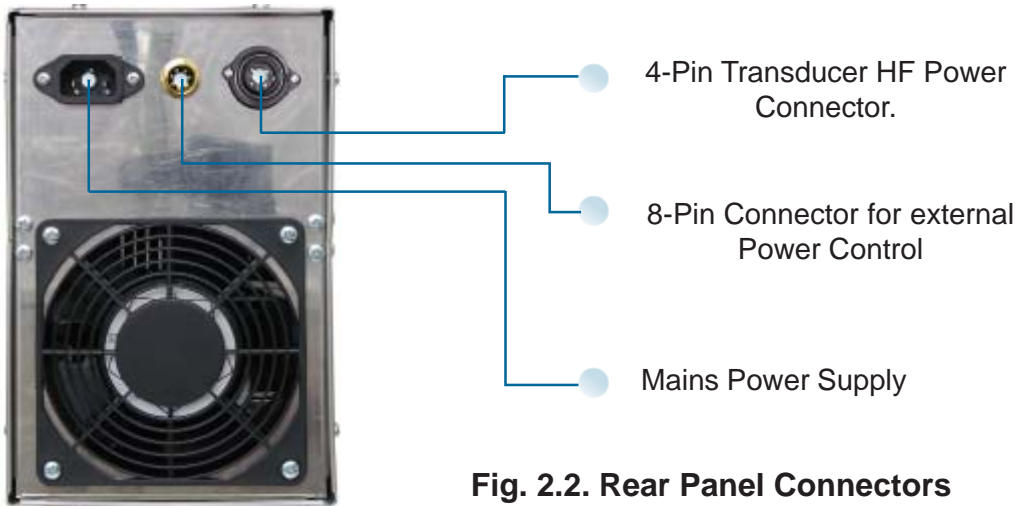 4-Pin Transducer HF Power
Connector.
8-Pin Connector for external
Power Control
Mains Power Supply
Fig. 2.2. Rear Panel Connectors